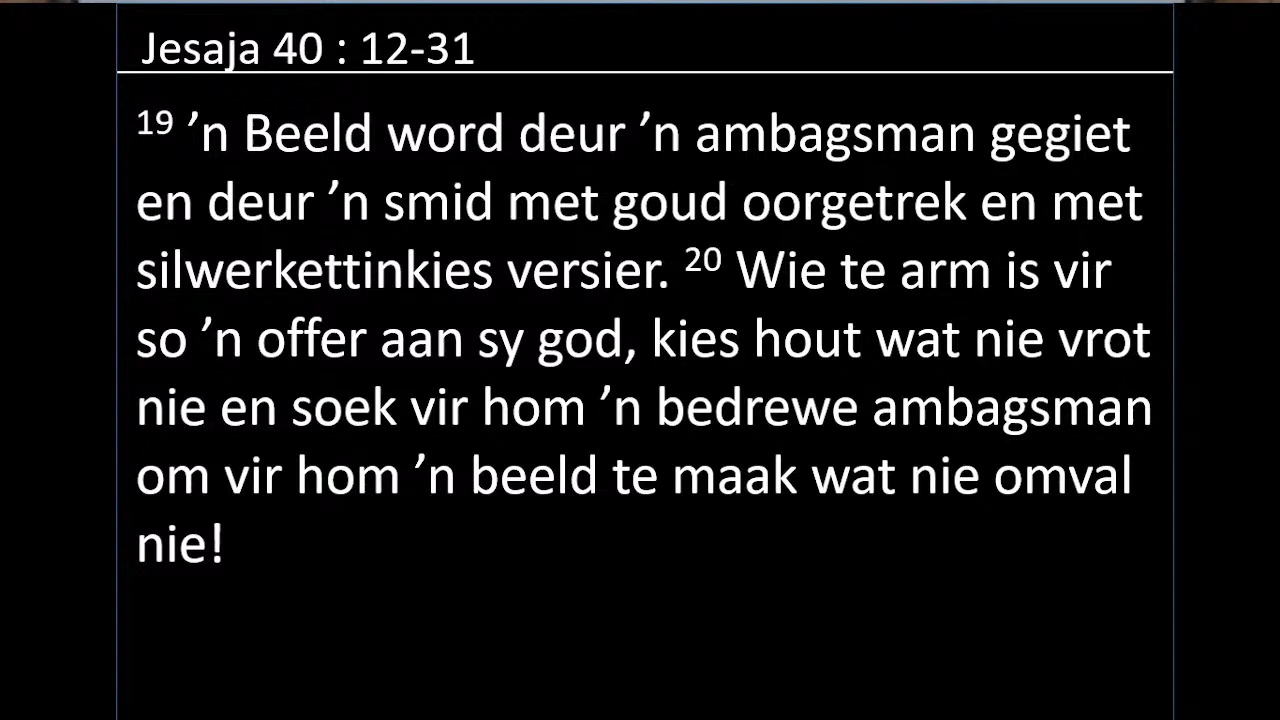 Jesaja 40 : 12-31
19 ’n Beeld word deur ’n ambagsman gegiet
en deur ’n smid met goud oorgetrek en met
silwerkettinkies versier. 20 Wie te arm is vir
so ’n offer aan sy god, kies hout wat nie vrot
nie en soek vir hom ’n bedrewe ambagsman
om vir hom ’n beeld te maak wat nie omval
nie!